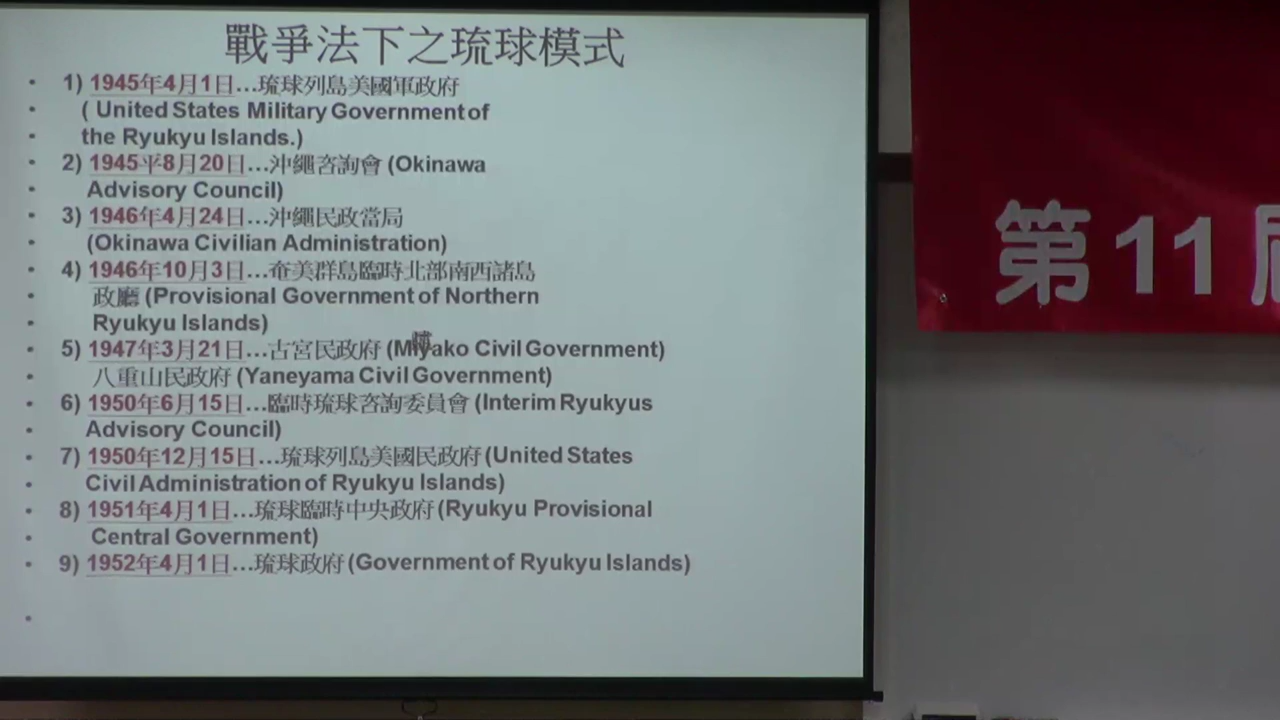 戰爭法下之琉球模式
1) 1945年4月1日…琉球列島美國軍政府
( United States Military Government of
the Ryukyu Islands.)
2) 1945年8月20日…沖繩咨詢會 (Okinawa
Advisory Council)
3) 1946年4月24日…沖繩民政當局
(Okinawa Civilian Administration)
4) 1946年10月3日…奄美群島臨時北部南西諸島
政廳 (Provisional Government of Northern
Ryukyu Islands)
5) 1947年3月21日…古宮民政府 (Miyako Civil Government)
八重山民政府 (Yaneyama Civil Government)
6) 1950年6月15日…臨時琉球咨詢委員會 (Interim Ryukyus
Advisory Council)
7) 1950年12月15日…琉球列島美國民政府 (United States
Civil Administration of Ryukyu Islands)
8) 1951年4月1日…琉球臨時中央政府 (Ryukyu Provisional
Central Government)
9) 1952年4月1日…琉球政府 (Government of Ryukyu Islands)
第11屆